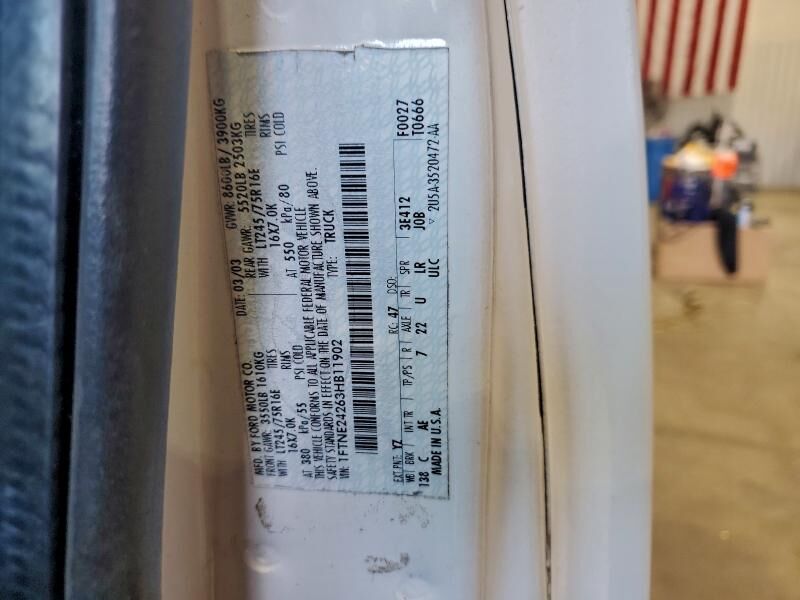 MFD. BY FORD MOTOR CO. DATE: 03/03 GVWR: 8600LB/ 3900KG
FRONT GAWR: 3550LB 1610KG REAR GAWR: 5520LB 2503KG
WITH LT245/75R16E TIRES WITH LT245/75R16E TIRES
16X7.0K RIMS 16X7.0K RIMS
AT 380 kPa/55 PSI COLD AT 550 kPa/80 PSI COLD
THIS VEHICLE CONFORMS TO ALL APPLICABLE FEDERAL MOTOR VEHICLE
SAFETY STANDARDS IN EFFECT ON THE DATE OF MANUFACTURE SHOWN ABOVE.
VIN: 1FTNE24263HB11902 TYPE: TRUCK
F0027
T0666
EXT PNT: YZ RC: 47 DSO: 3E412
WB BRK INT TR TP/PS R AXLE TR SPR JOB
138 C AE 7 22 U LR
MADE IN U.S.A. ULC 2U5A-3520472-AA